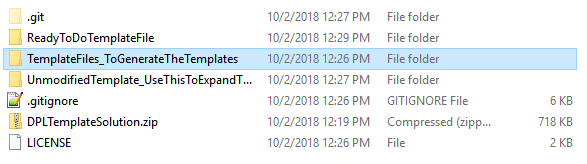 .git 10/2/2018 12:27 PM File folder
ReadyToDoTemplateFile 10/2/2018 12:29 PM File folder
TemplateFiles_ToGenerateTheTemplates 10/2/2018 12:26 PM File folder
UnmodifiedTemplate_UseThisToExpandT... 10/2/2018 12:27 PM File folder
.gitignore 10/2/2018 12:26 PM GITIGNORE File 6 KB
DPLTemplateSolution.zip 10/2/2018 12:19 PM Compressed (zipp... 718 KB
LICENSE 10/2/2018 12:26 PM File 2 KB